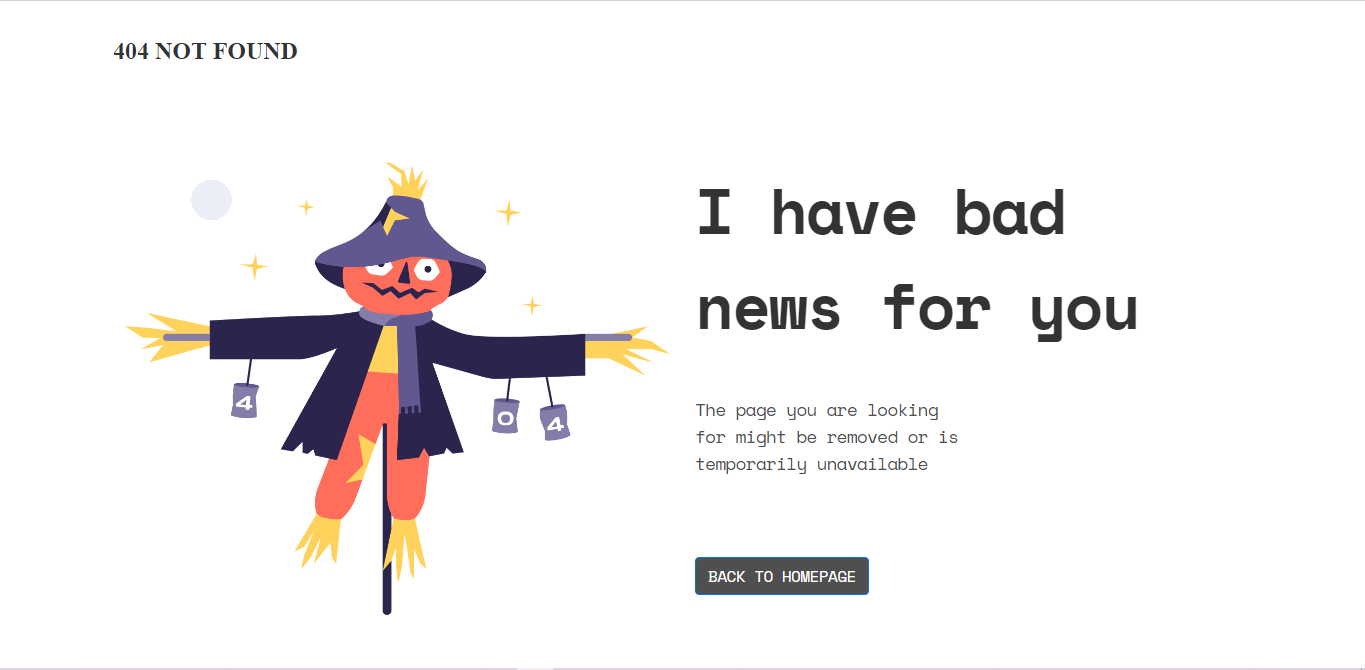 404 NOT FOUND
I have bad
news for you
4
0
4
The page you are looking
for might be removed or is
temporarily unavailable
BACK TO HOMEPAGE